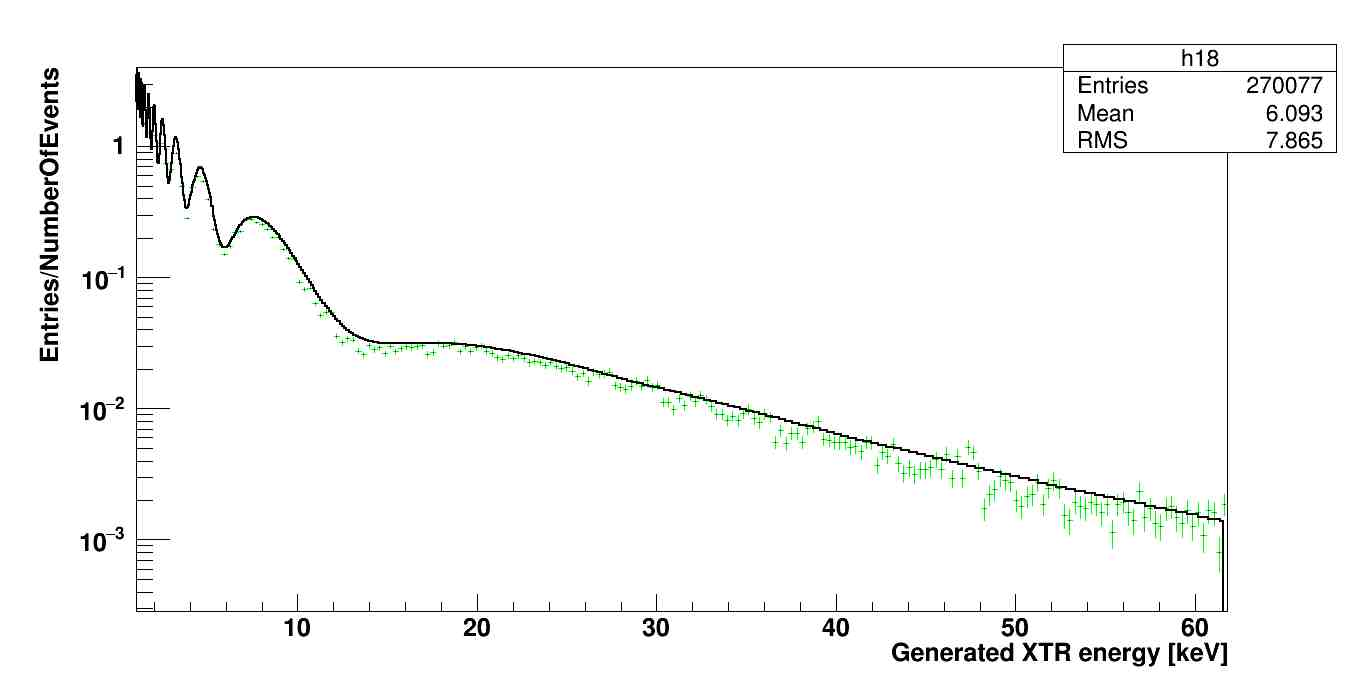 h18
Entries 270077
Mean 6.093
RMS 7.865
Entries/NumberOfEvents
1
10⁻¹
10⁻²
10⁻³
10 20 30 40 50 60
Generated XTR energy [keV]